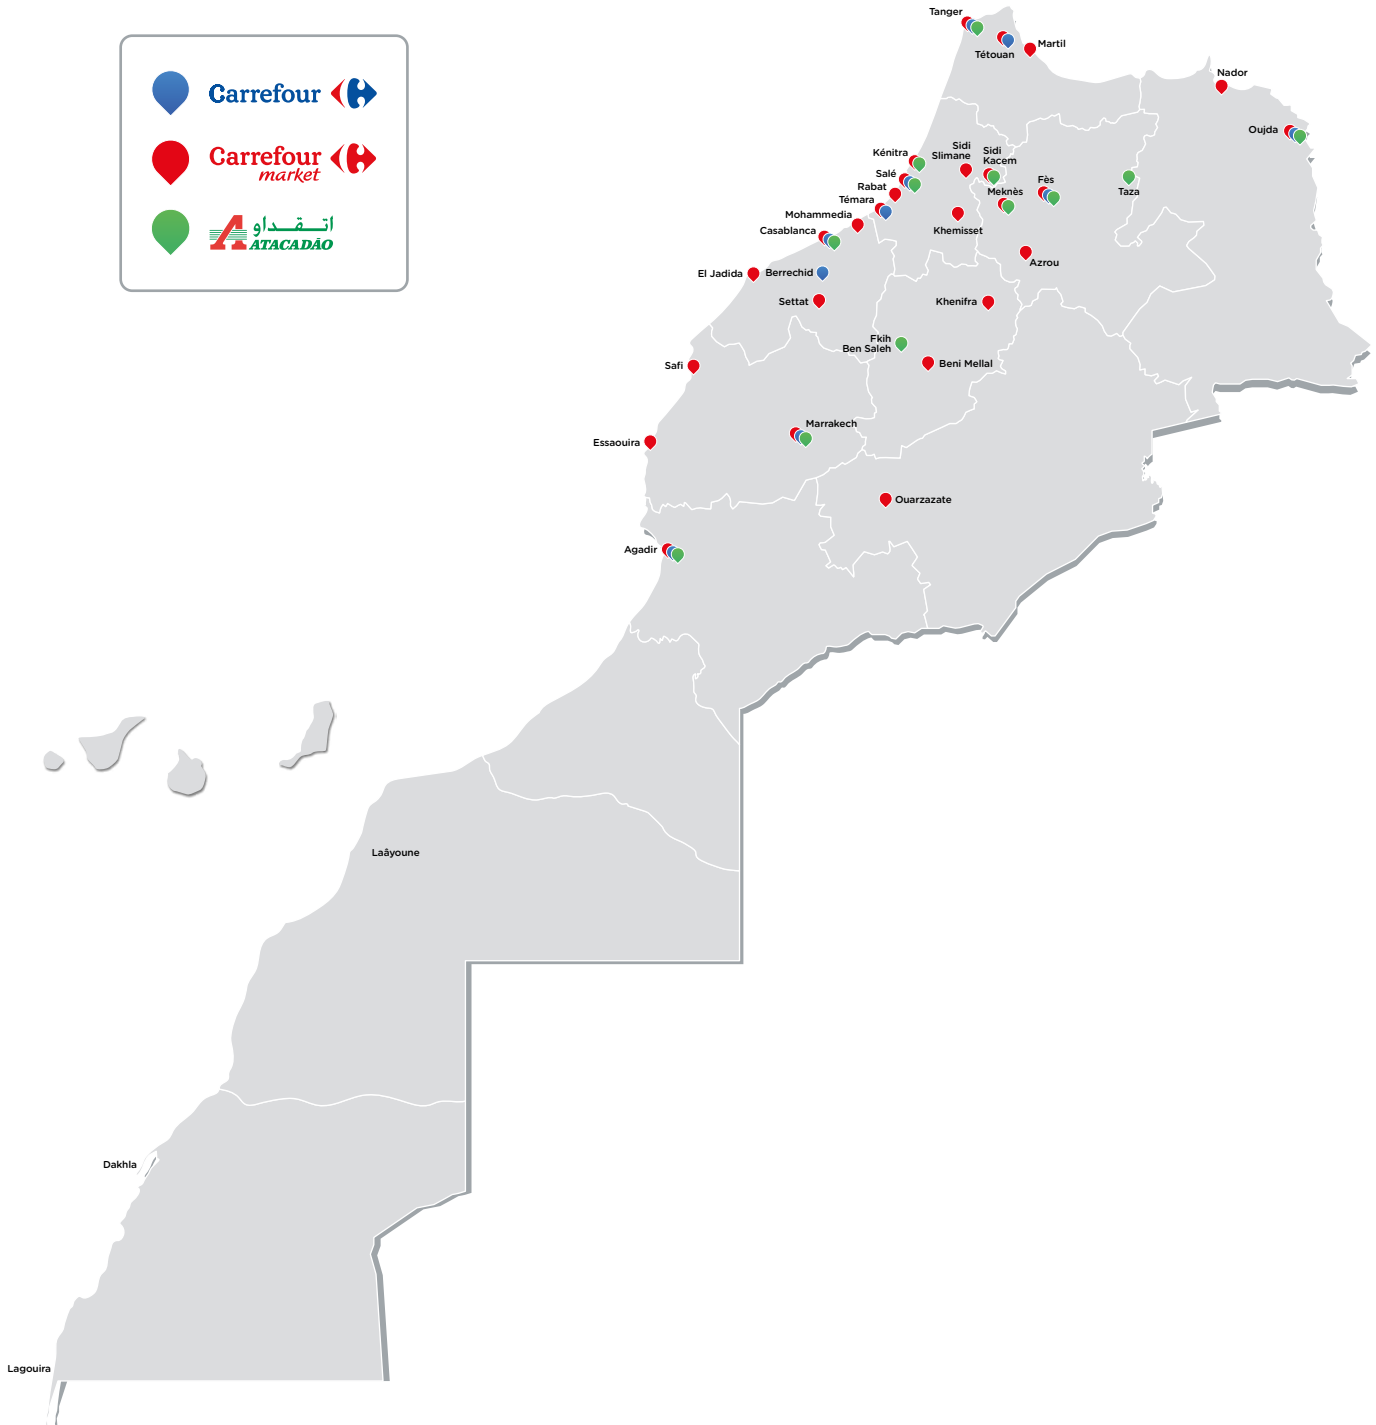 Carrefour
Carrefour
market
اتـقـداو
ATACADÃO
Tanger
Tétouan
Martil
Nador
Oujda
Kénitra
Sidi
Slimane
Sidi
Kacem
Salé
Rabat
Fès
Taza
Meknès
Témara
Mohammedia
Khemisset
Casablanca
Azrou
El Jadida
Berrechid
Settat
Khenifra
Fkih
Ben Saleh
Beni Mellal
Safi
Marrakech
Essaouira
Ouarzazate
Agadir
Laâyoune
Dakhla
Lagouira